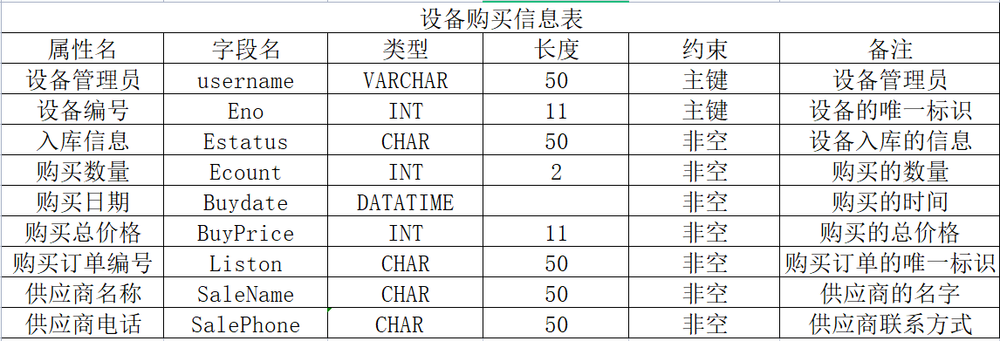 设备购买信息表
属性名 字段名 类型 长度 约束 备注
设备管理员 username VARCHAR 50 主键 设备管理员
设备编号 Eno INT 11 主键 设备的唯一标识
入库信息 Estatus CHAR 50 非空 设备入库的信息
购买数量 Ecount INT 2 非空 购买的数量
购买日期 Buydate DATATIME 非空 购买的时间
购买总价格 BuyPrice INT 11 非空 购买的总价格
购买订单编号 Liston CHAR 50 非空 购买订单的唯一标识
供应商名称 SaleName CHAR 50 非空 供应商的名字
供应商电话 SalePhone CHAR 50 非空 供应商联系方式